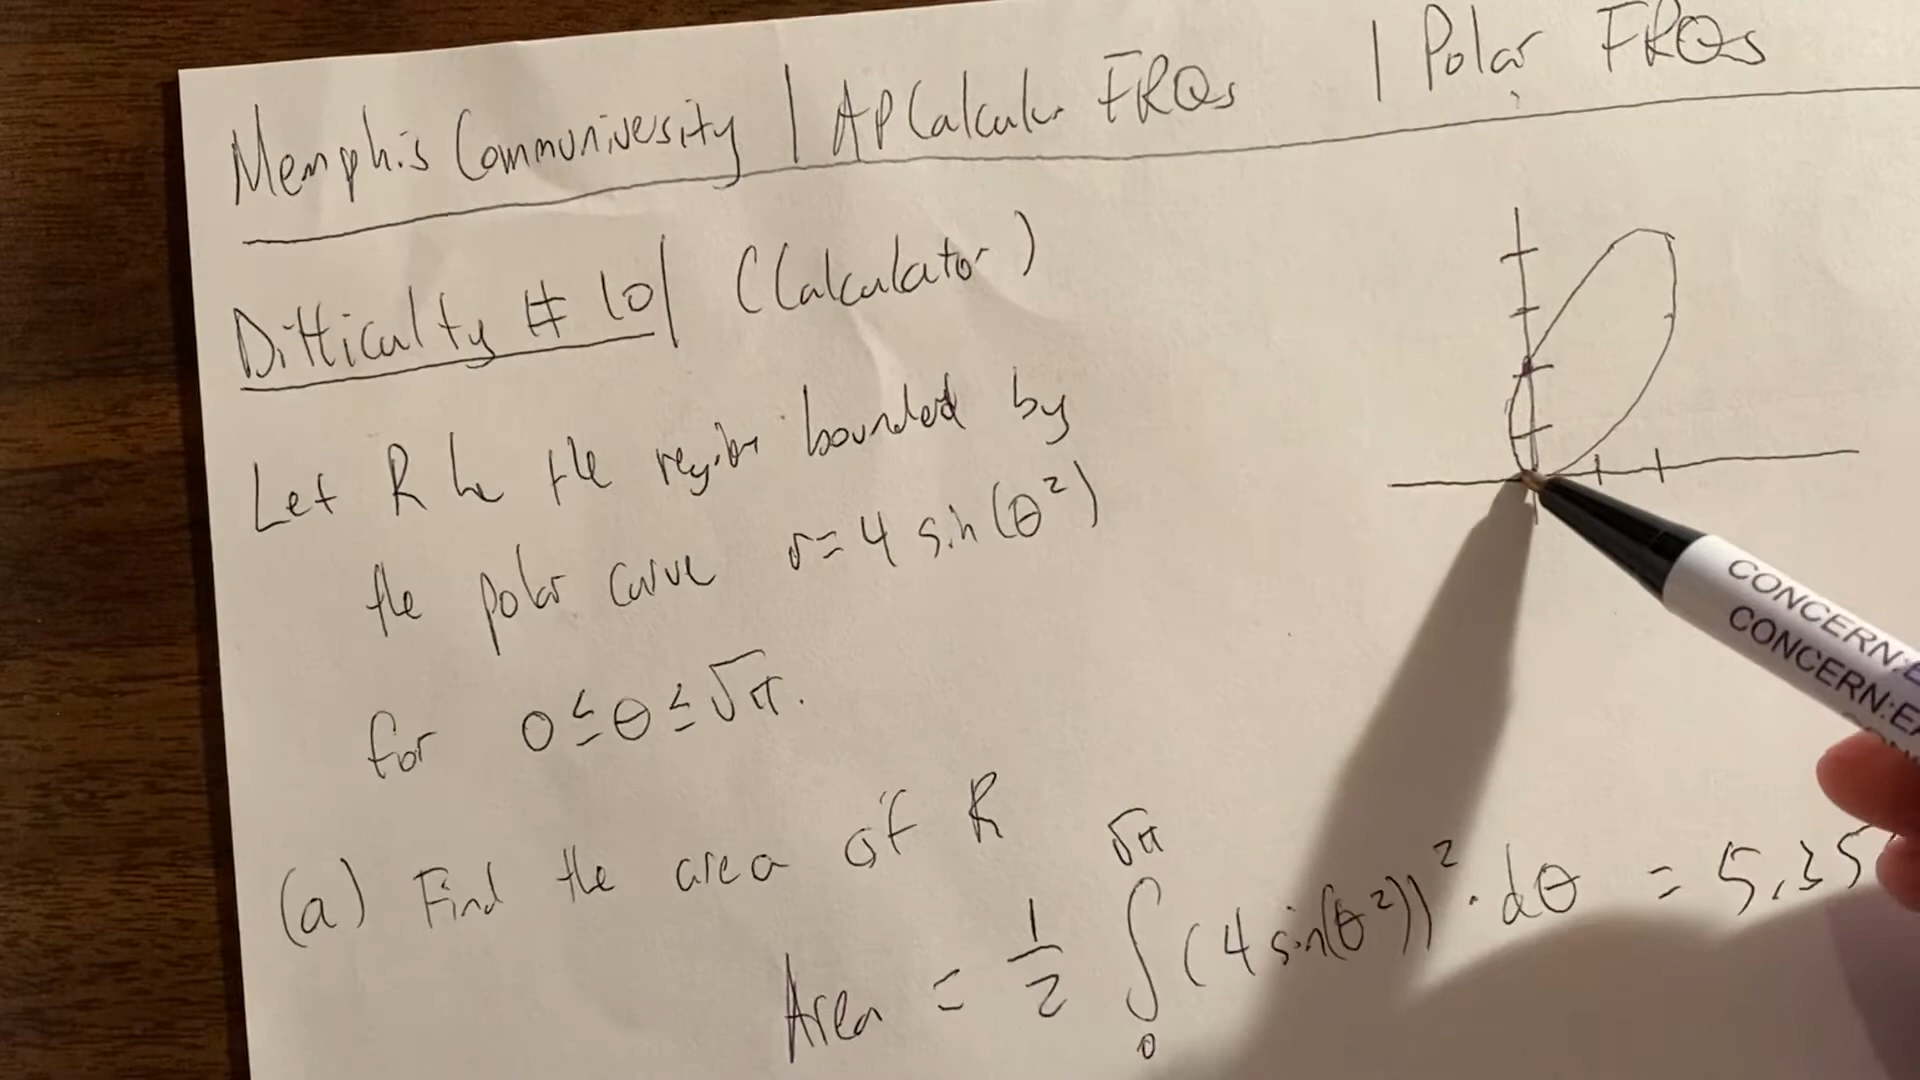 Memphis Communiversity | AP Calculus FRQs | Polar FRQs
Difficulty # 10| (Calculator)
Let R be the region bounded by
the polar curve r = 4 sin(θ²)
for 0 ≤ θ ≤ √π.
(a) Find the area of R
Area = 1/2 ∫₀^√π (4 sin(θ²))² · dθ = 5.35
CONCERN:E
CONCERN:EA